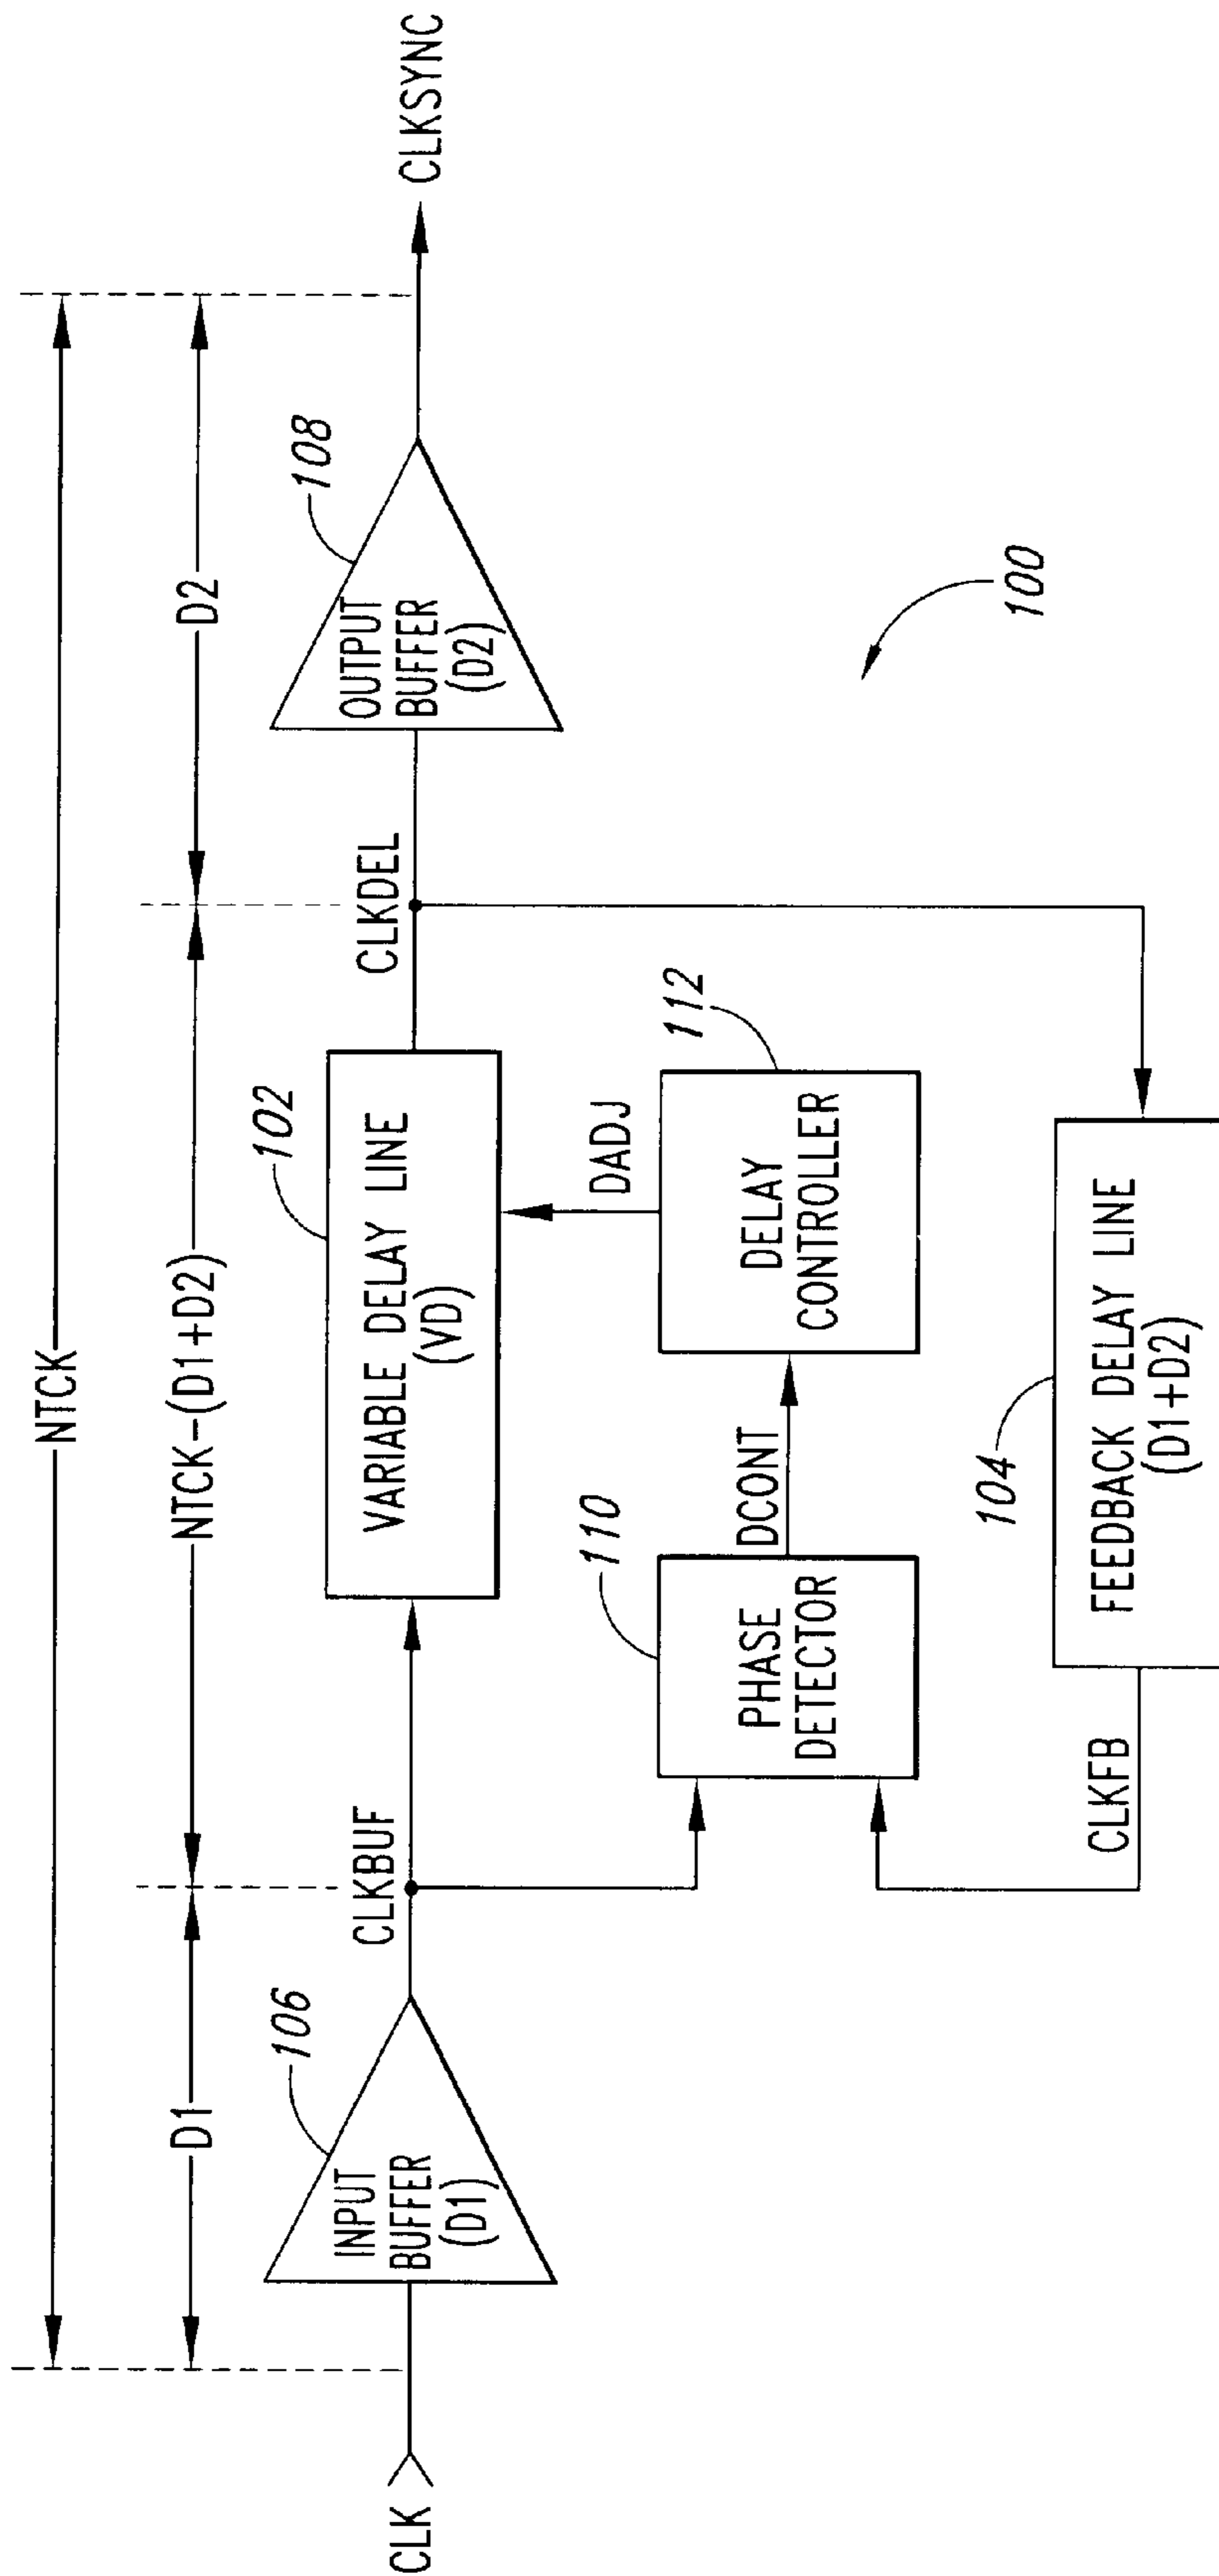 NTCK
D1
NTCK-(D1+D2)
D2
106
102
108
CLK
INPUT
BUFFER
(D1)
CLKBUF
VARIABLE DELAY LINE
(VD)
CLKDEL
OUTPUT
BUFFER
(D2)
CLKSYNC
DADJ
110
112
PHASE
DETECTOR
DCONT
DELAY
CONTROLLER
100
104
CLKFB
FEEDBACK DELAY LINE
(D1+D2)